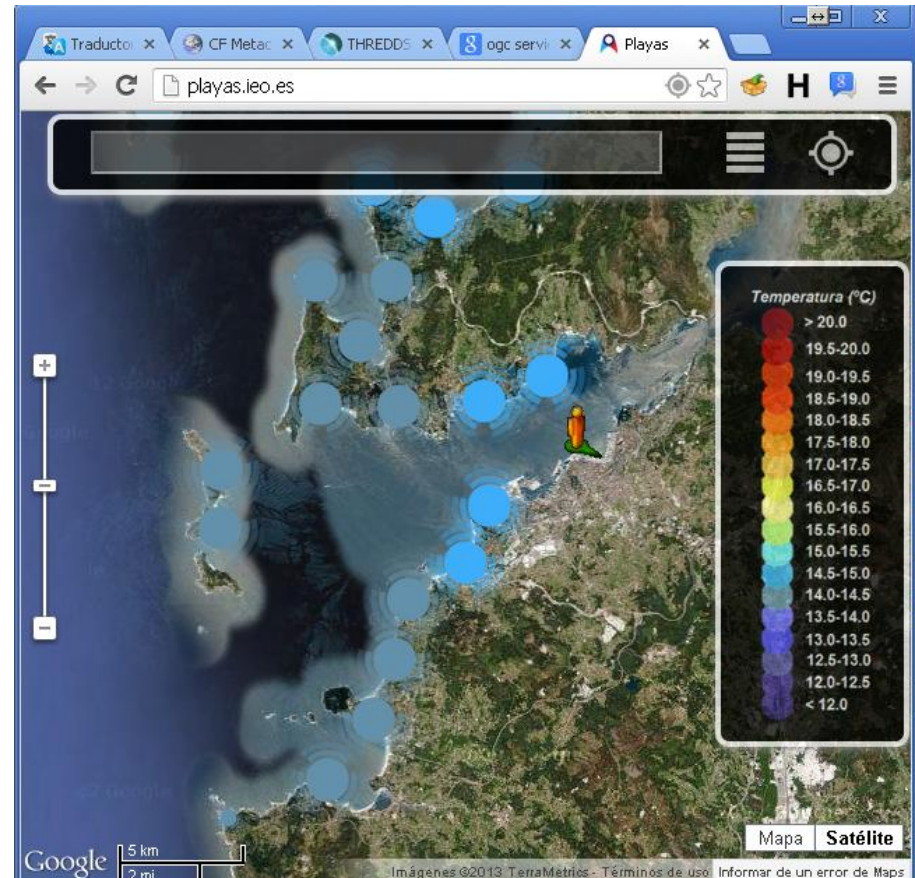 Traducto
CF Metac
THREDDS
ogc servi
Playas
playas.ieo.es
H
Temperatura (ºC)
> 20.0
19.5-20.0
19.0-19.5
18.5-19.0
18.0-18.5
17.5-18.0
17.0-17.5
16.5-17.0
16.0-16.5
15.5-16.0
15.0-15.5
14.5-15.0
14.0-14.5
13.5-14.0
13.0-13.5
12.5-13.0
12.0-12.5
< 12.0
Mapa
Satélite
Google
5 km
2 mi
Imágenes ©2013 TerraMetrics - Términos de uso
Informar de un error de Maps